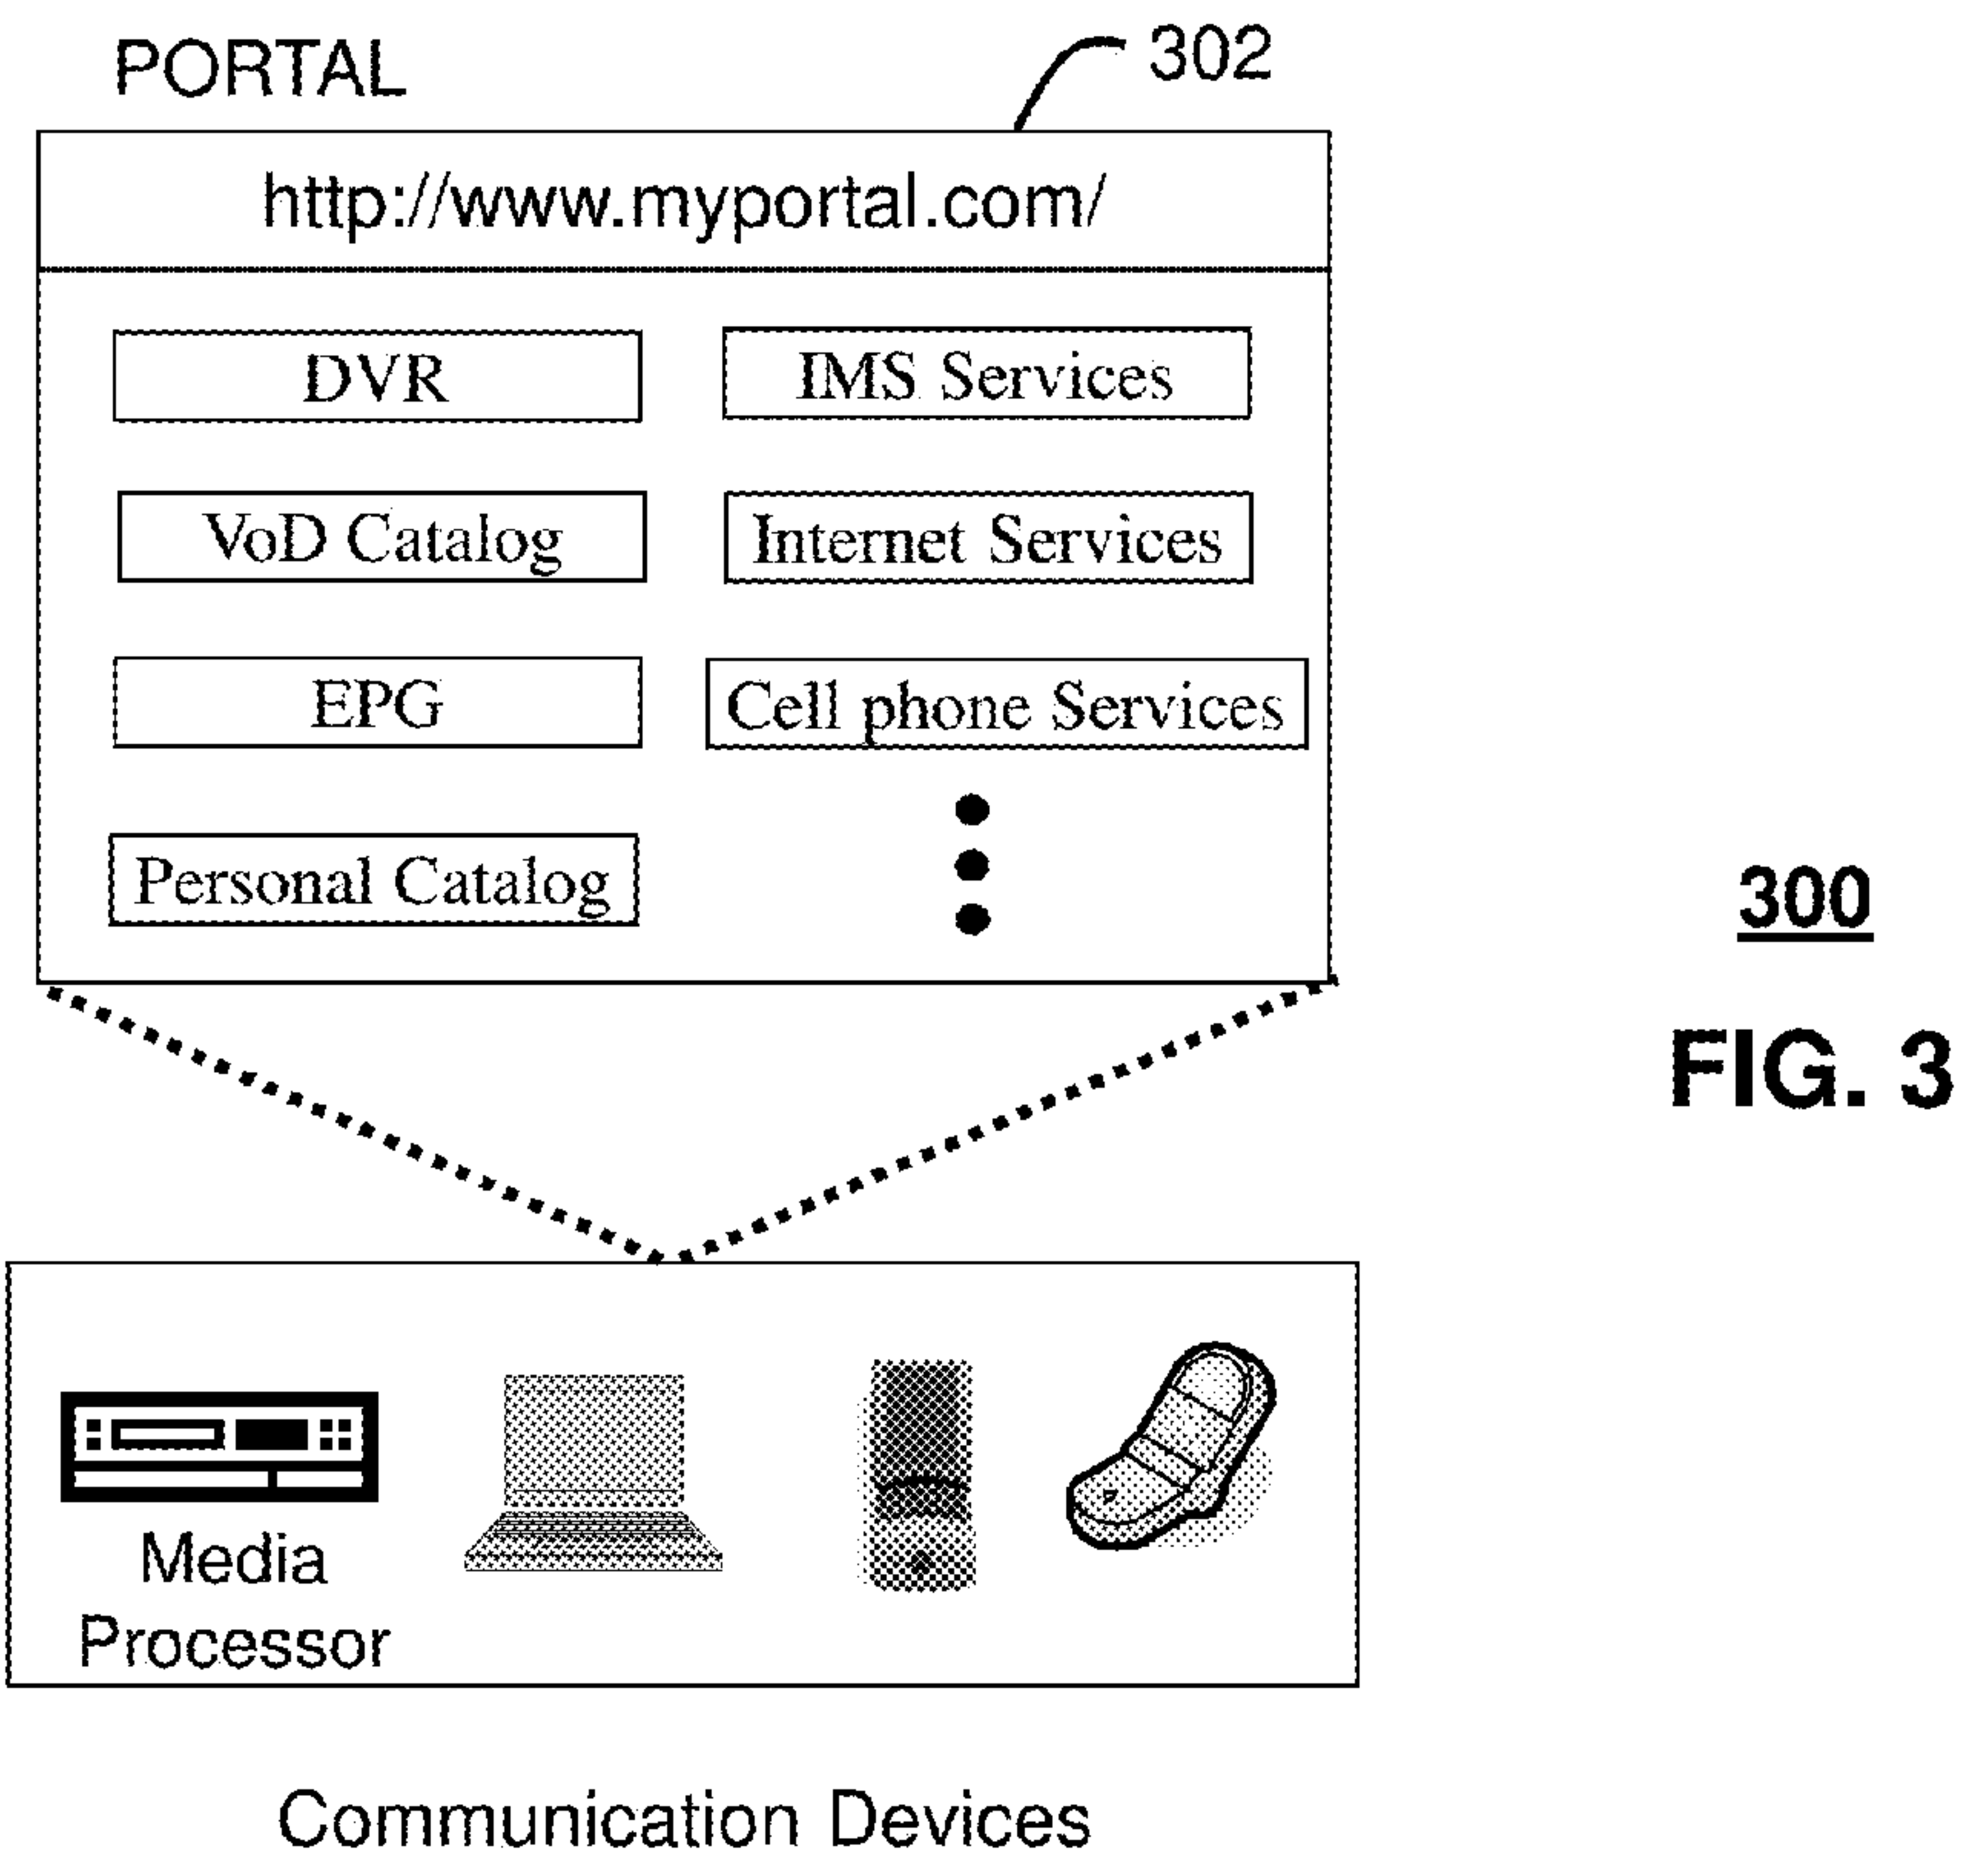 PORTAL
302
http://www.myportal.com/
DVR
IMS Services
VoD Catalog
Internet Services
EPG
Cell phone Services
Personal Catalog
300
FIG. 3
Media
Processor
Communication Devices